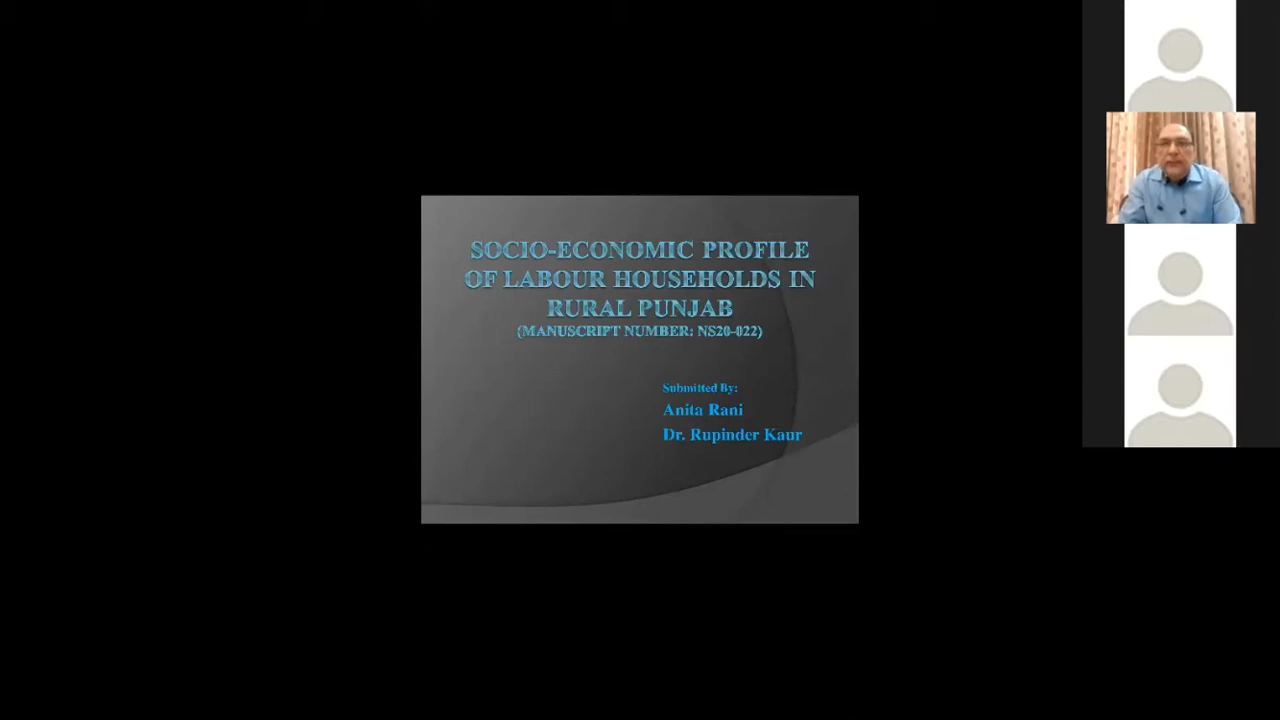 SOCIO-ECONOMIC PROFILE
OF LABOUR HOUSEHOLDS IN
RURAL PUNJAB
(MANUSCRIPT NUMBER: NS20-022)
Submitted By:
Anita Rani
Dr. Rupinder Kaur